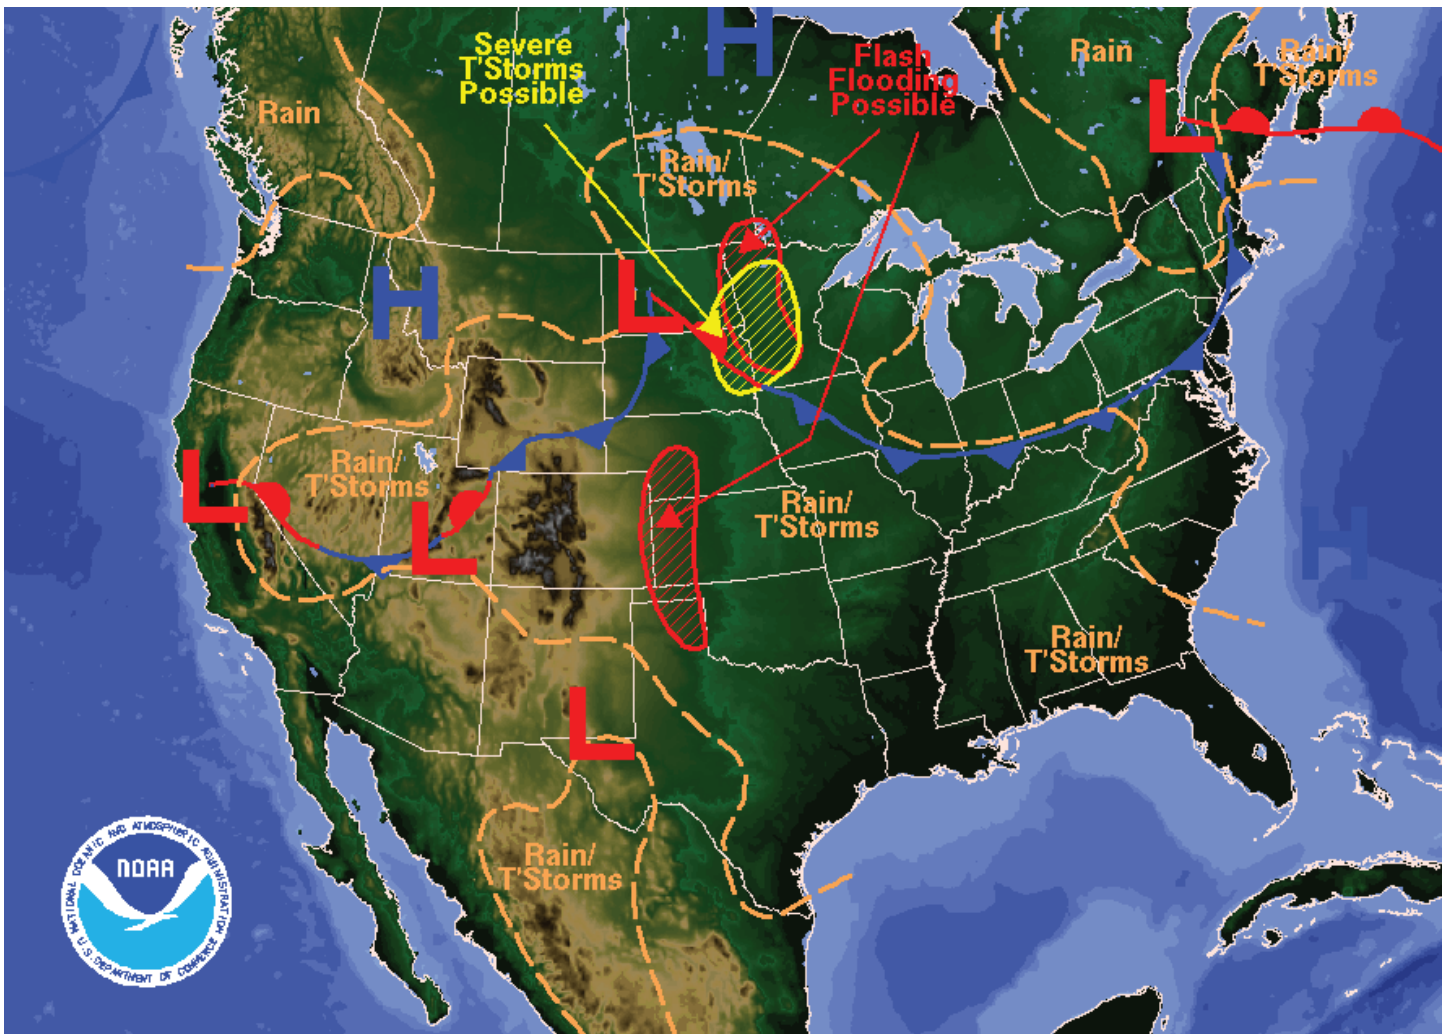 H
Severe
T'Storms
Possible
Flash
Flooding
Possible
Rain
Rain/
T'Storms
Rain
L
Rain/
T'Storms
H
L
L
Rain/
T'Storms
L
Rain/
T'Storms
H
Rain/
T'Storms
L
Rain/
T'Storms
NOAA
NATIONAL OCEANIC AND ATMOSPHERIC ADMINISTRATION
U.S. DEPARTMENT OF COMMERCE